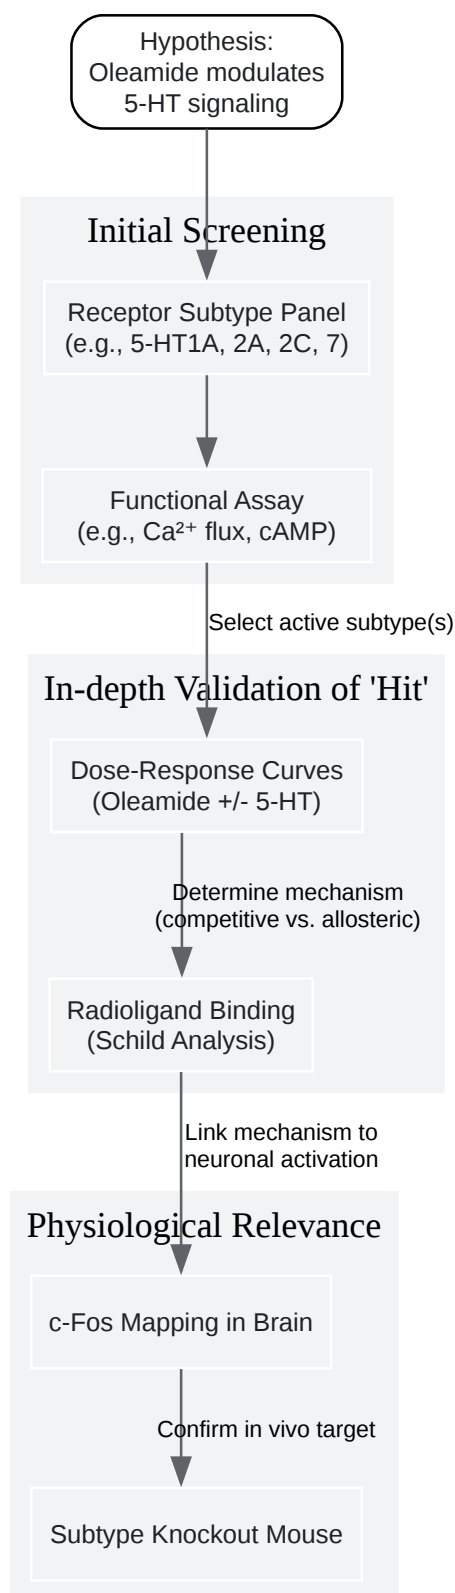 Hypothesis:
Oleamide modulates
5-HT signaling
Initial Screening
Receptor Subtype Panel
(e.g., 5-HT1A, 2A, 2C, 7)
Functional Assay
(e.g., Ca²⁺ flux, cAMP)
Select active subtype(s)
In-depth Validation of 'Hit'
Dose-Response Curves
(Oleamide +/- 5-HT)
Determine mechanism
(competitive vs. allosteric)
Radioligand Binding
(Schild Analysis)
Link mechanism to
neuronal activation
Physiological Relevance
c-Fos Mapping in Brain
Confirm in vivo target
Subtype Knockout Mouse